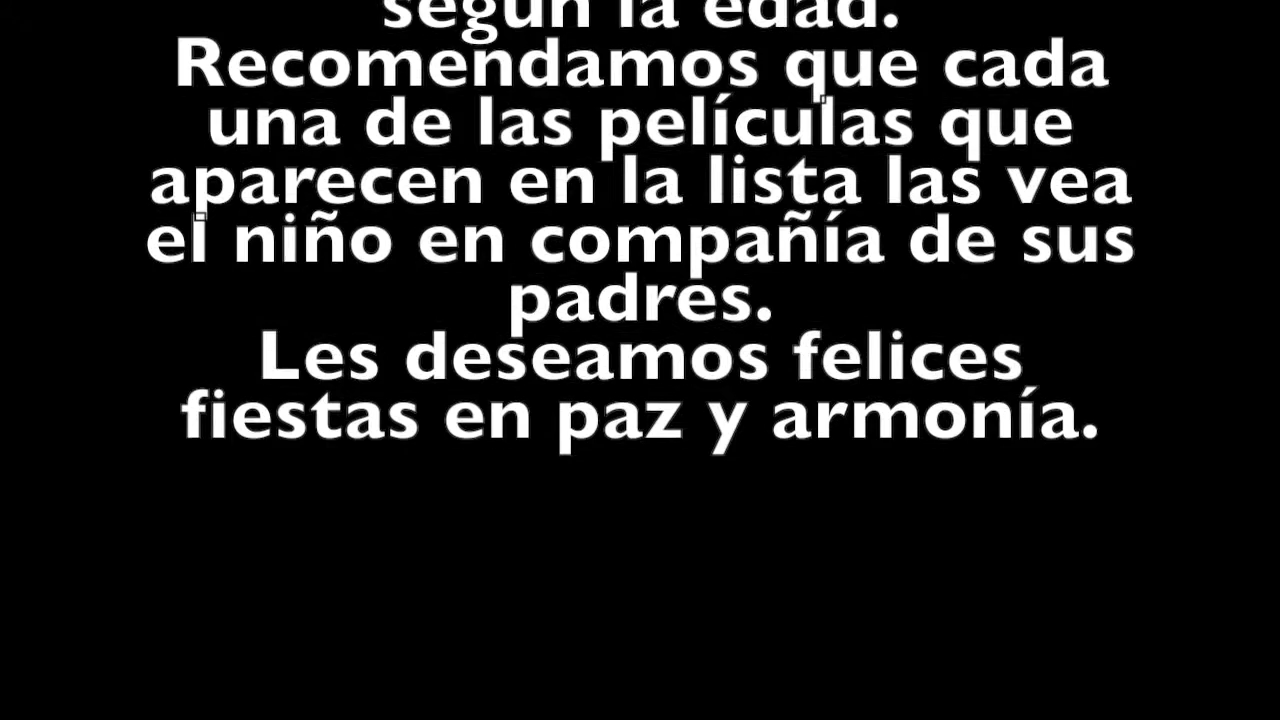 según la edad.
Recomendamos que cada
una de las películas que
aparecen en la lista las vea
el niño en compañía de sus
padres.
Les deseamos felices
fiestas en paz y armonía.